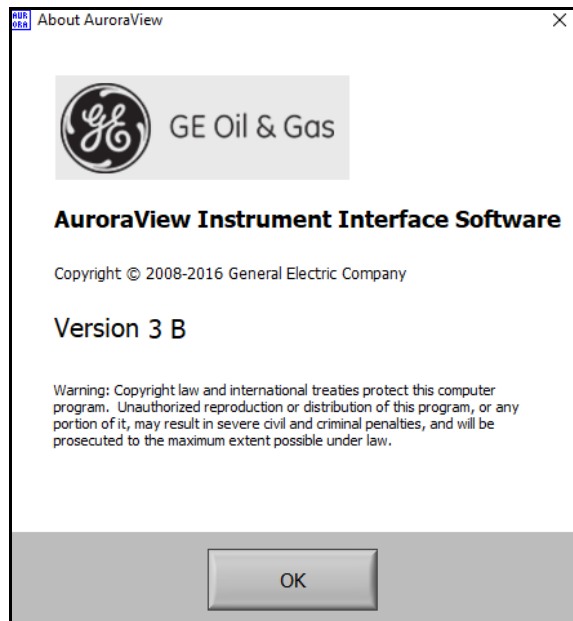 AUR
ORA
About AuroraView
GE GE Oil & Gas
AuroraView Instrument Interface Software
Copyright © 2008-2016 General Electric Company
Version 3 B
Warning: Copyright law and international treaties protect this computer
program.  Unauthorized reproduction or distribution of this program, or any
portion of it, may result in severe civil and criminal penalties, and will be
prosecuted to the maximum extent possible under law.
OK